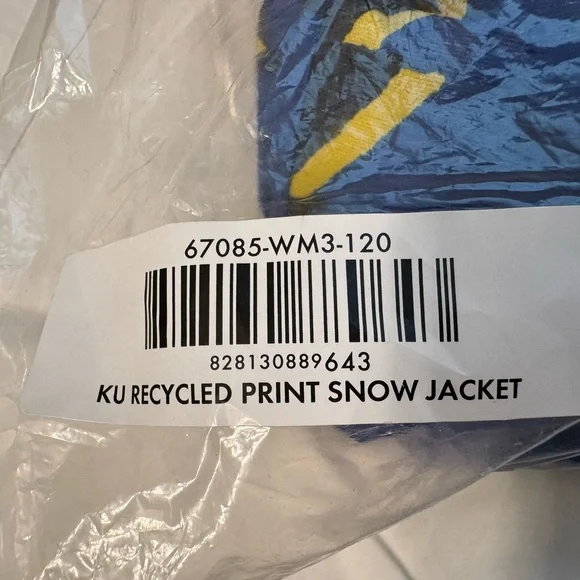 67085-WM3-120
828130889643
KU RECYCLED PRINT SNOW JACKET